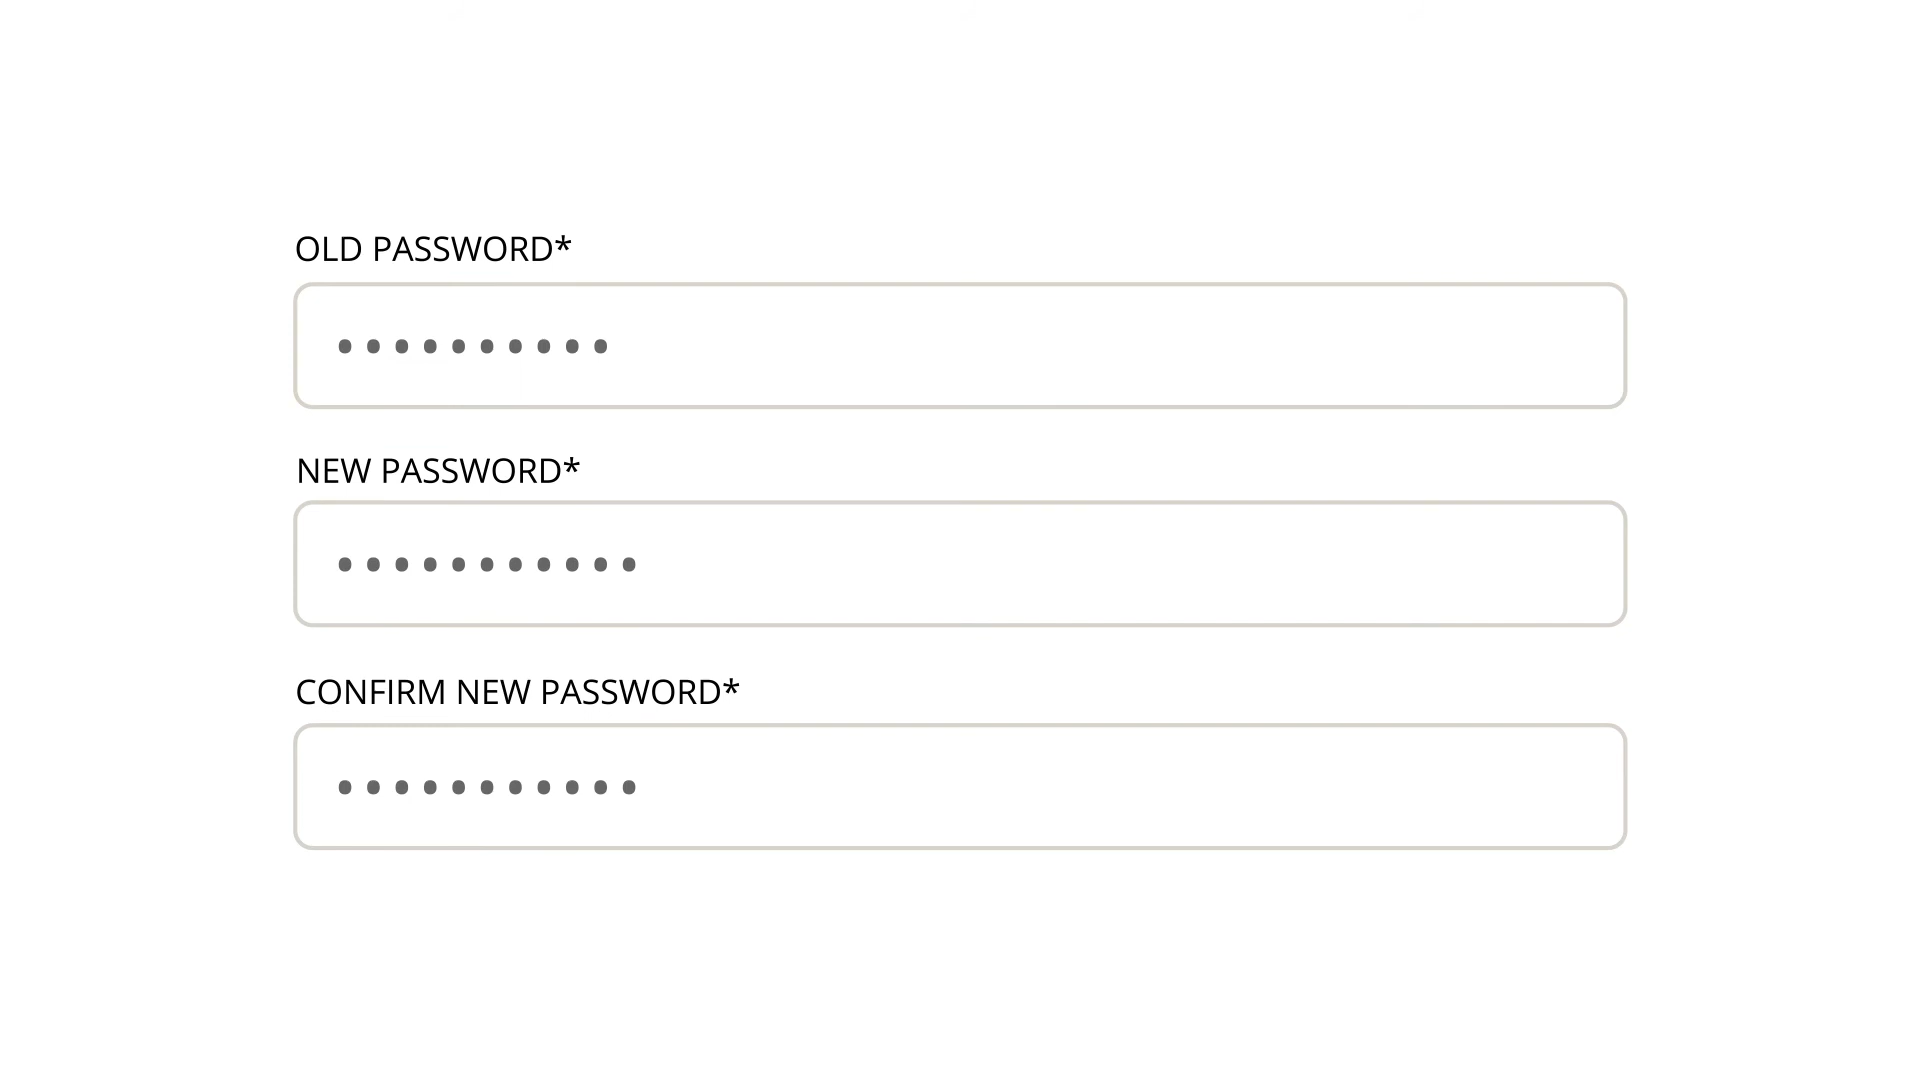 OLD PASSWORD*
••••••••••
NEW PASSWORD*
•••••••••••
CONFIRM NEW PASSWORD*
•••••••••••